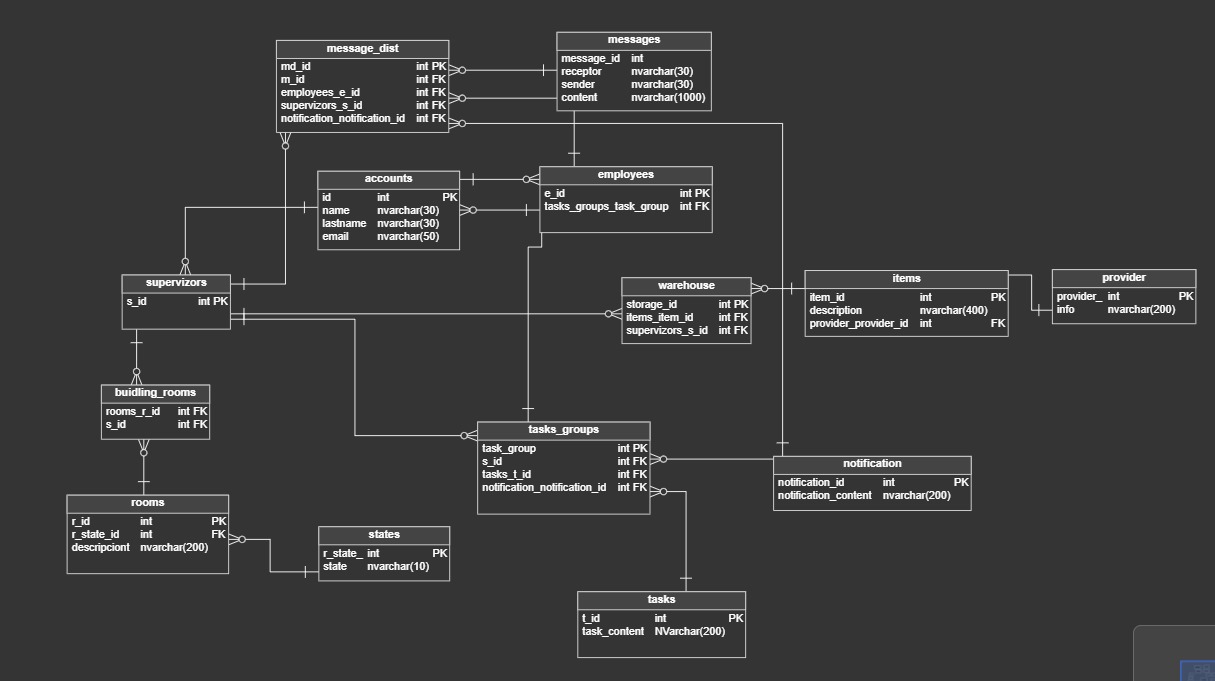 message_dist
md_id int PK
m_id int FK
employees_e_id int FK
supervizors_s_id int FK
notification_notification_id int FK
messages
message_id int
receptor nvarchar(30)
sender nvarchar(30)
content nvarchar(1000)
accounts
id int PK
name nvarchar(30)
lastname nvarchar(30)
email nvarchar(50)
employees
e_id int PK
tasks_groups_task_group int FK
supervizors
s_id int PK
warehouse
storage_id int PK
items_item_id int FK
supervizors_s_id int FK
items
item_id int PK
description nvarchar(400)
provider_provider_id int FK
provider
provider_ int PK
info nvarchar(200)
buidling_rooms
rooms_r_id int FK
s_id int FK
tasks_groups
task_group int PK
s_id int FK
tasks_t_id int FK
notification_notification_id int FK
notification
notification_id int PK
notification_content nvarchar(200)
rooms
r_id int PK
r_state_id int FK
descripciont nvarchar(200)
states
r_state_ int PK
state nvarchar(10)
tasks
t_id int PK
task_content NVarchar(200)